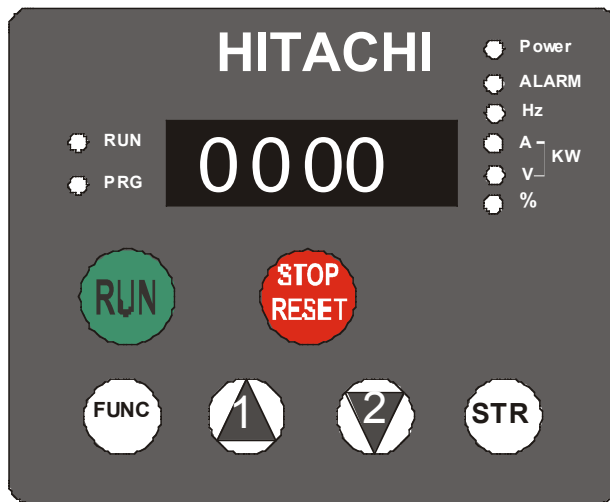 HITACHI
Power
ALARM
Hz
A
KW
V
%
RUN
PRG
0000
RUN
STOP
RESET
FUNC
1
2
STR